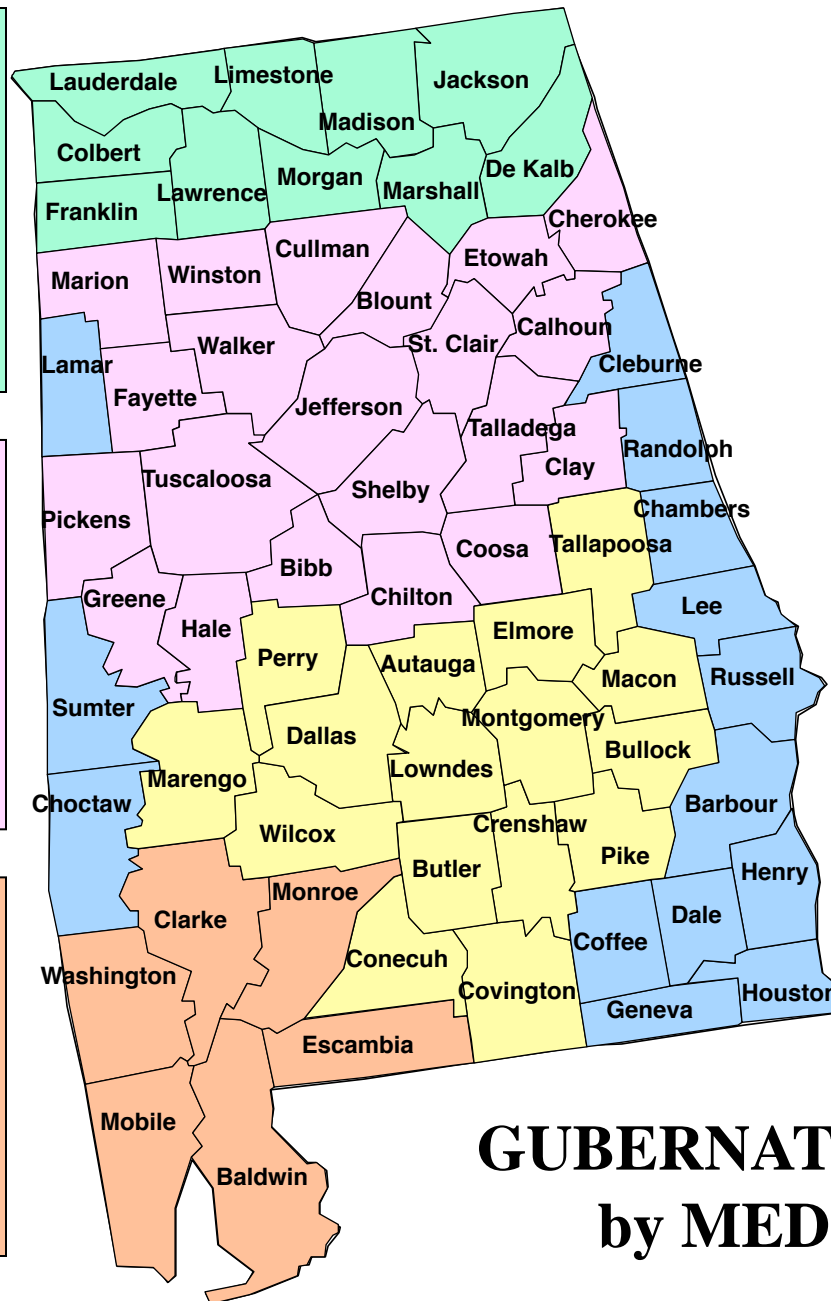 Lauderdale
Limestone
Madison
Jackson
Colbert
Lawrence
Morgan
Marshall
De Kalb
Franklin
Cherokee
Marion
Winston
Cullman
Blount
Etowah
Lamar
Walker
St. Clair
Calhoun
Cleburne
Fayette
Jefferson
Talladega
Randolph
Clay
Tuscaloosa
Shelby
Pickens
Chambers
Coosa
Tallapoosa
Bibb
Greene
Chilton
Lee
Hale
Elmore
Perry
Autauga
Macon
Russell
Sumter
Dallas
Montgomery
Bullock
Marengo
Lowndes
Choctaw
Barbour
Wilcox
Crenshaw
Butler
Pike
Henry
Monroe
Clarke
Dale
Coffee
Conecuh
Washington
Covington
Houston
Geneva
Escambia
Mobile
Baldwin
GUBERNAT
by MED